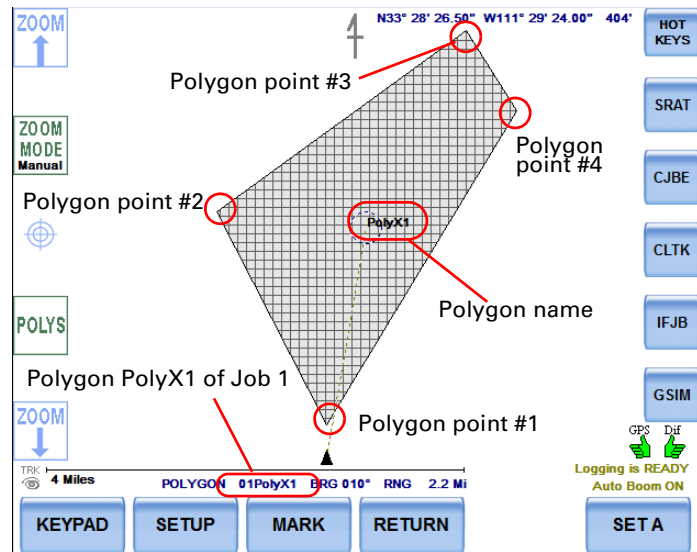 ZOOM
N33° 28' 26.50" W111° 29' 24.00" 404'
HOT
KEYS
Polygon point #3
SRAT
ZOOM
MODE
Manual
Polygon
point #4
CJBE
Polygon point #2
PolyX1
CLTK
Polygon name
POLYS
IFJB
Polygon PolyX1 of Job 1
GSIM
ZOOM
Polygon point #1
GPS Dif
TRK
4 Miles
Logging is READY
POLYGON 01PolyX1 BRG 010° RNG 2.2 Mi
Auto Boom ON
KEYPAD
SETUP
MARK
RETURN
SET A